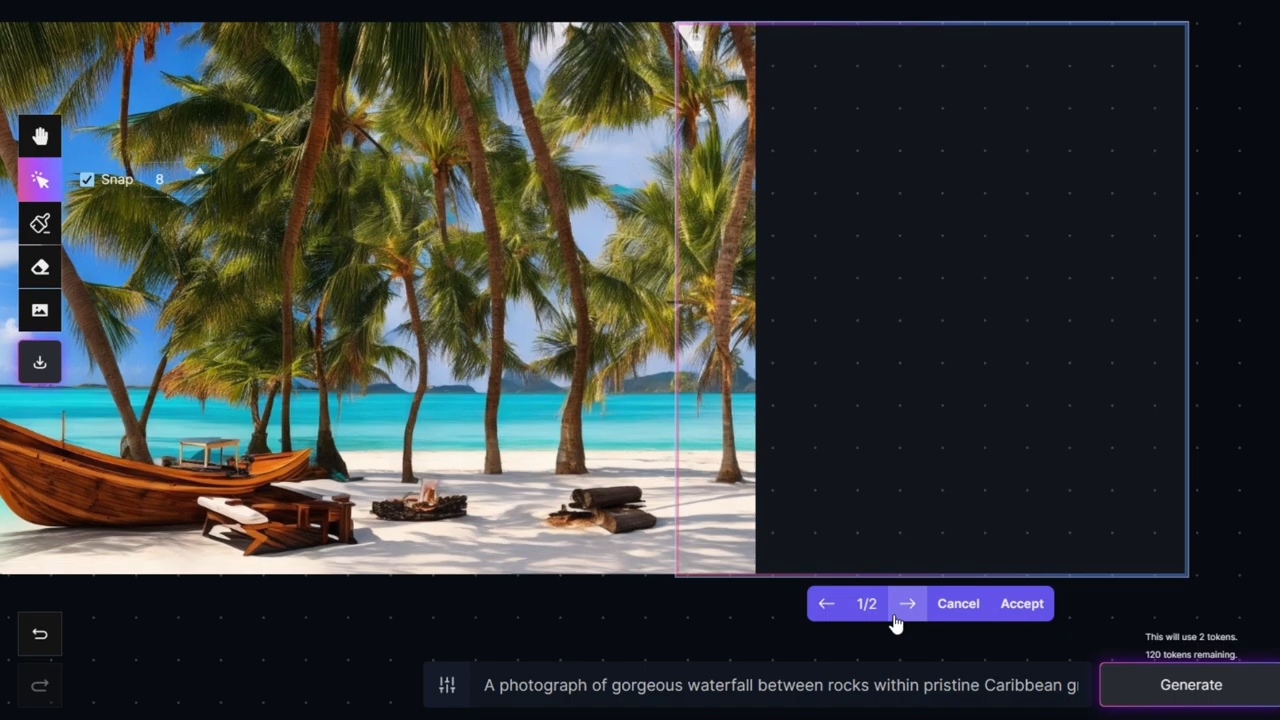 Snap 8
1/2 Cancel Accept
This will use 2 tokens.
120 tokens remaining.
A photograph of gorgeous waterfall between rocks within pristine Caribbean
Generate